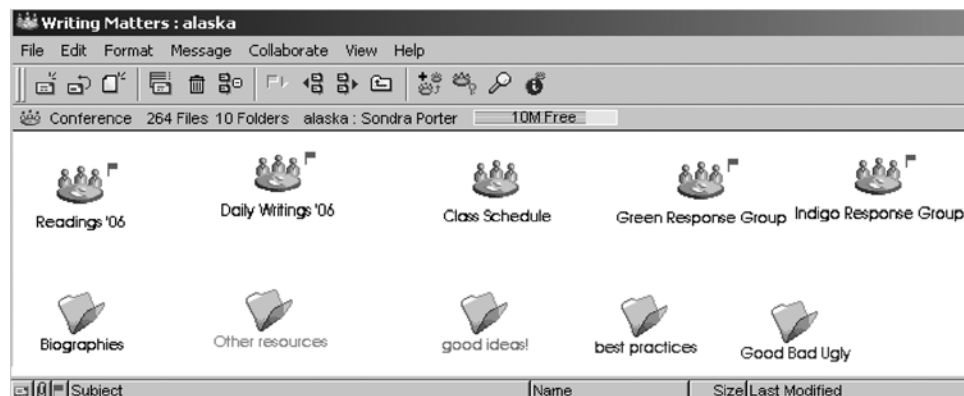 Writing Matters : alaska
File Edit Format Message Collaborate View Help
Conference 264 Files 10 Folders alaska : Sondra Porter 10M Free
Readings '06 Daily Writings '06 Class Schedule Green Response Group Indigo Response Group
Biographies Other resources good ideas! best practices Good Bad Ugly
Subject Name Size Last Modified